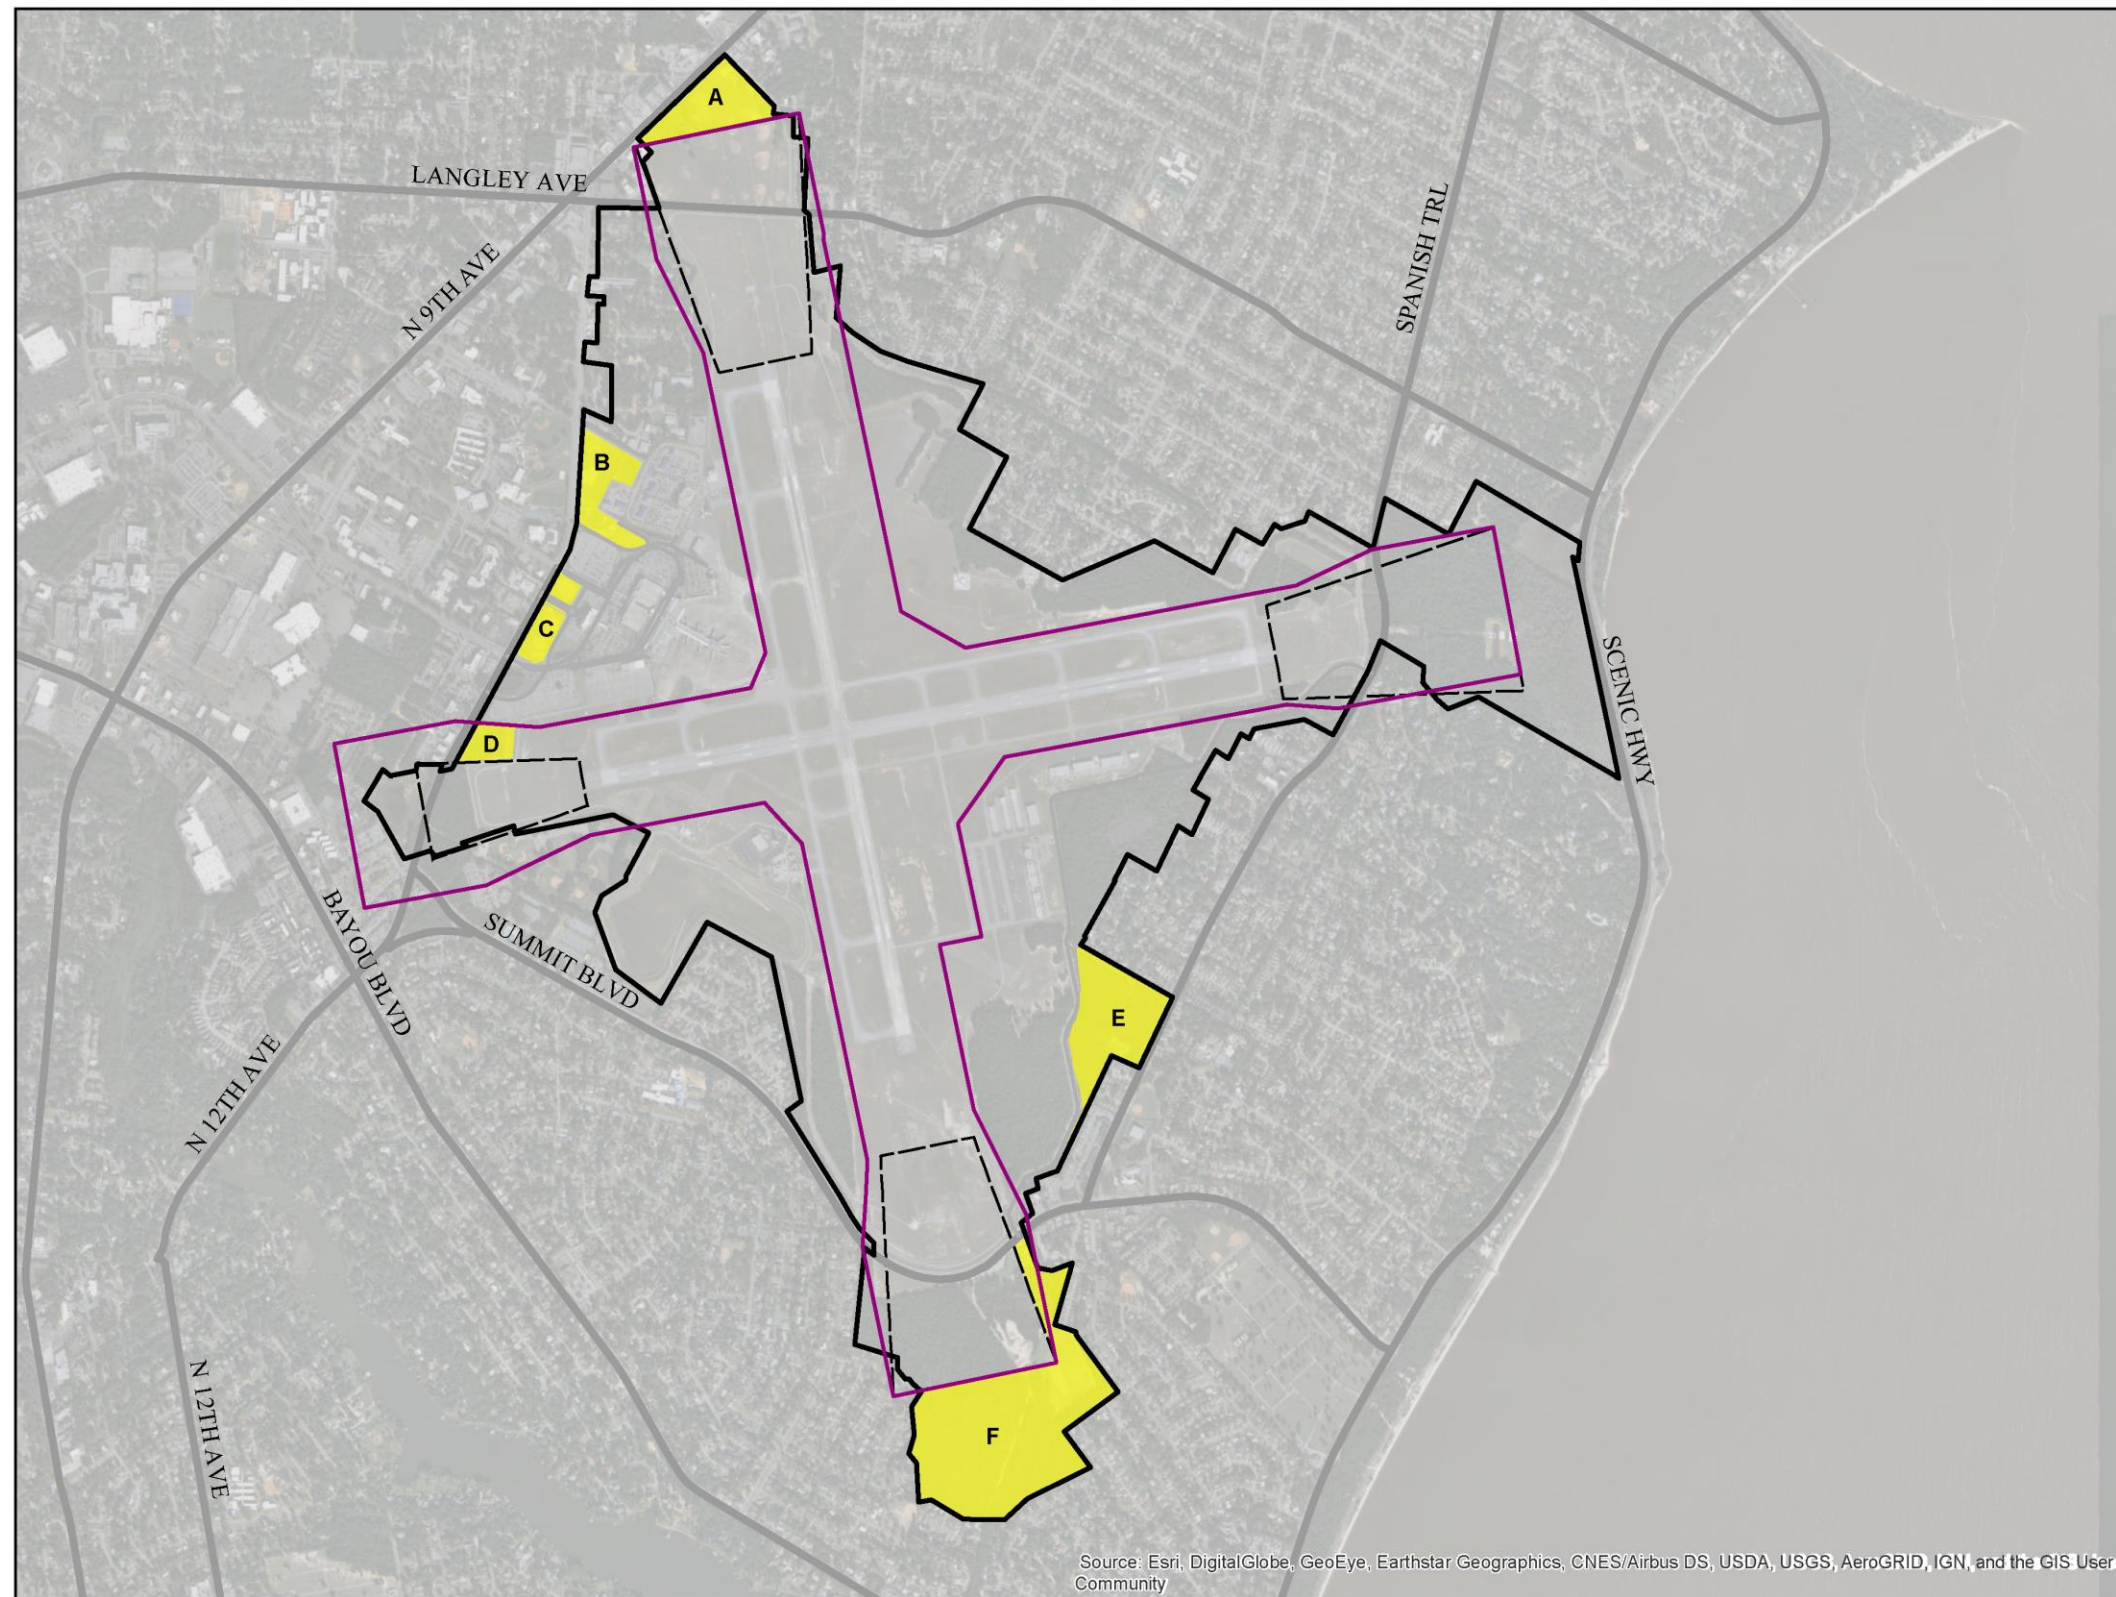 A
LANGLEY AVE
N 9TH AVE
SPANISH TRL
B
C
D
SCENIC HWY
BAYOU BLVD
SUMMIT BLVD
E
N 12TH AVE
N 12TH AVE
F
Source: Esri, DigitalGlobe, GeoEye, Earthstar Geographics, CNES/Airbus DS, USDA, USGS, AeroGRID, IGN, and the GIS User
Community